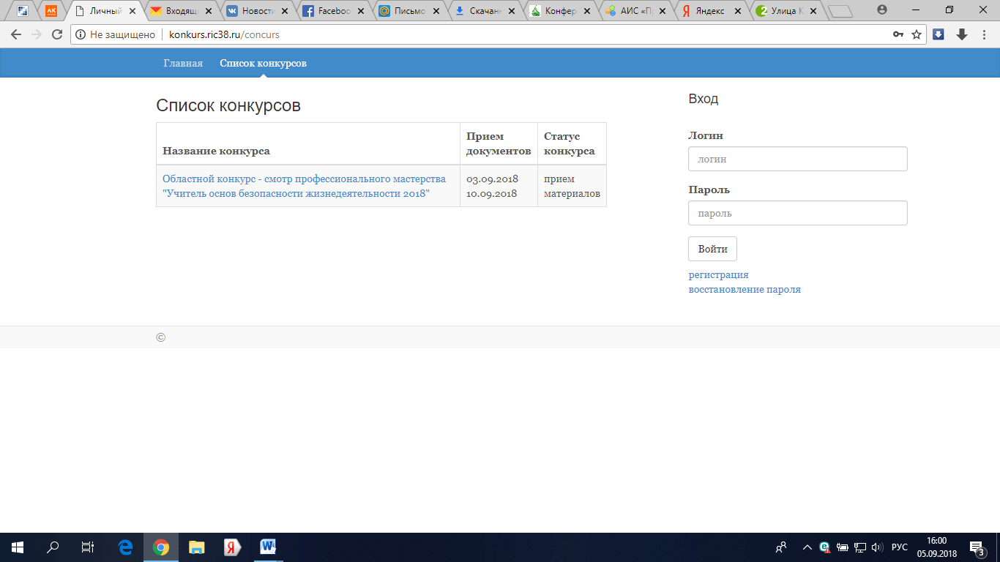 Личный
Входящ
Новости
Facebo
Письмо
Скачан
Конфер
АИС «П
Яндекс
Улица К
Не защищено
konkurs.ric38.ru/concurs
Главная
Список конкурсов
Список конкурсов
Название конкурса
Прием
документов
Статус
конкурса
Областной конкурс - смотр профессионального мастерства
"Учитель основ безопасности жизнедеятельности 2018"
03.09.2018
10.09.2018
прием
материалов
Вход
Логин
логин
Пароль
пароль
Войти
регистрация
восстановление пароля
©
РУС
16:00
05.09.2018
3